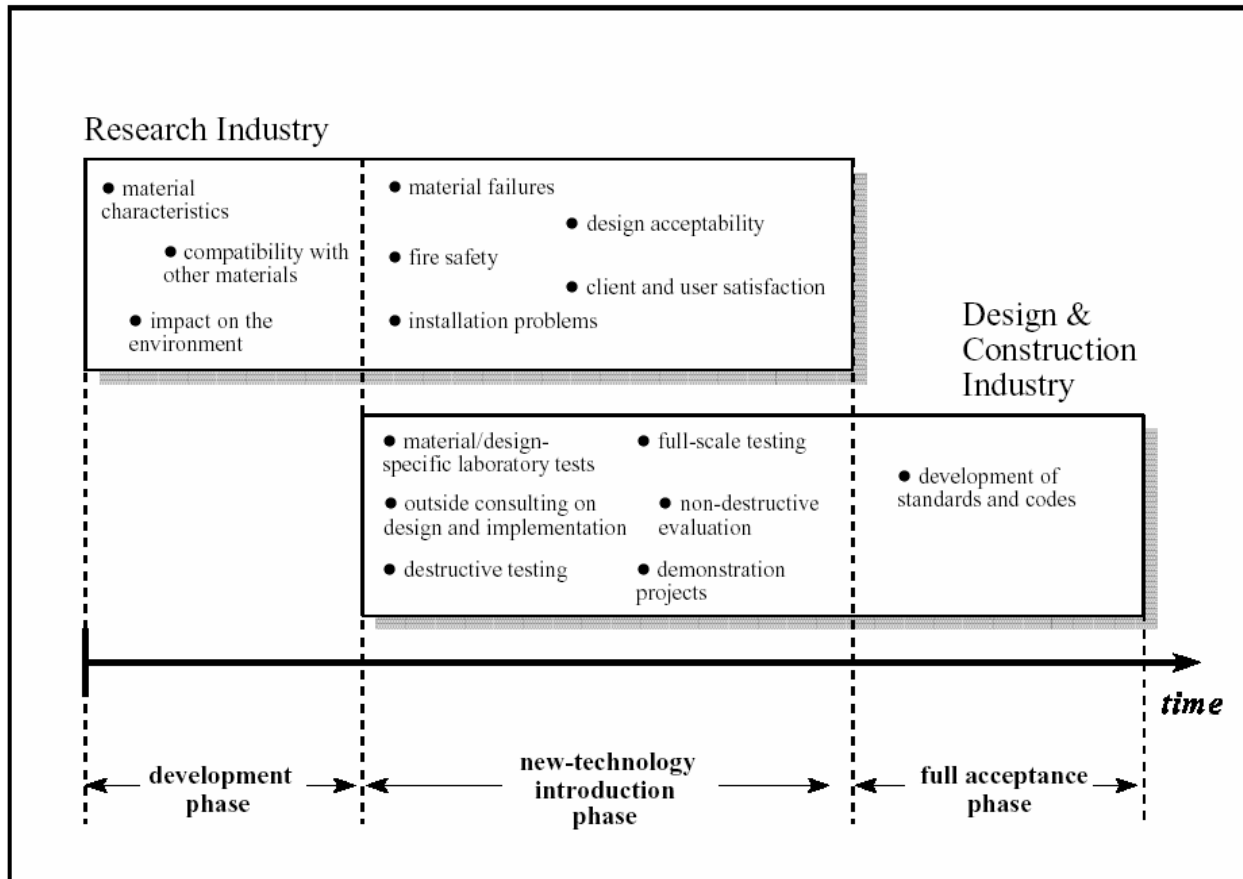 Research Industry
● material
characteristics
● compatibility with
other materials
● impact on the
environment
● material failures
● design acceptability
● fire safety
● client and user satisfaction
● installation problems
Design &
Construction
Industry
● material/design-
specific laboratory tests
● outside consulting on
design and implementation
● destructive testing
● full-scale testing
● non-destructive
evaluation
● demonstration
projects
● development of
standards and codes
time
development
phase
new-technology
introduction
phase
full acceptance
phase